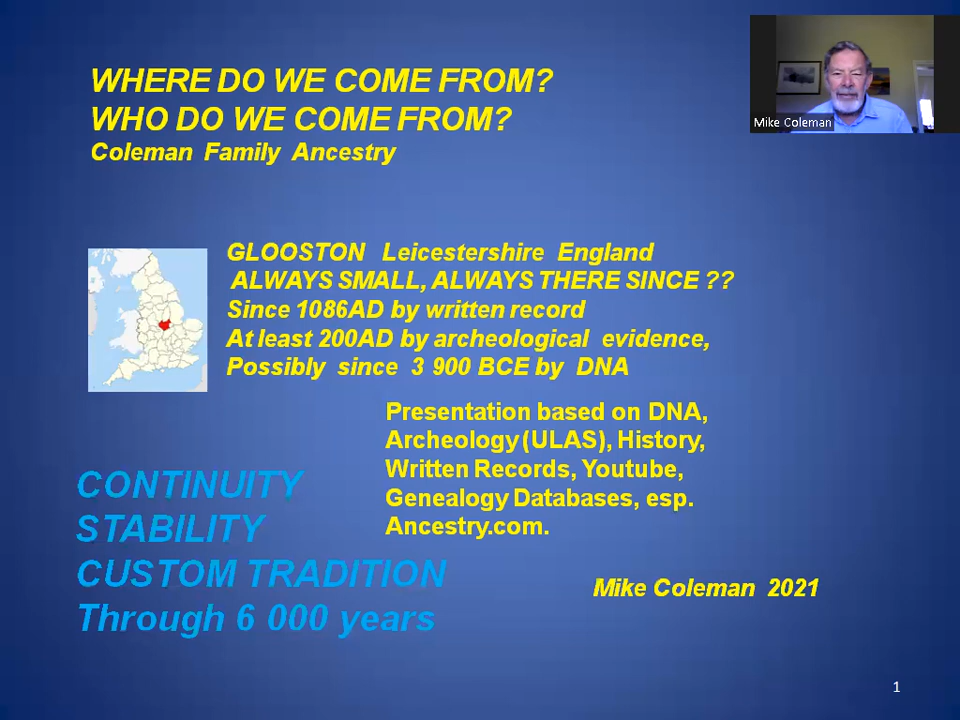 WHERE DO WE COME FROM?
WHO DO WE COME FROM?
Coleman Family Ancestry
Mike Coleman
GLOOSTON Leicestershire England
ALWAYS SMALL, ALWAYS THERE SINCE ??
Since 1086AD by written record
At least 200AD by archeological evidence,
Possibly since 3 900 BCE by DNA
Presentation based on DNA,
Archeology (ULAS), History,
Written Records, Youtube,
Genealogy Databases, esp.
Ancestry.com.
CONTINUITY
STABILITY
CUSTOM TRADITION
Through 6 000 years
Mike Coleman 2021
1